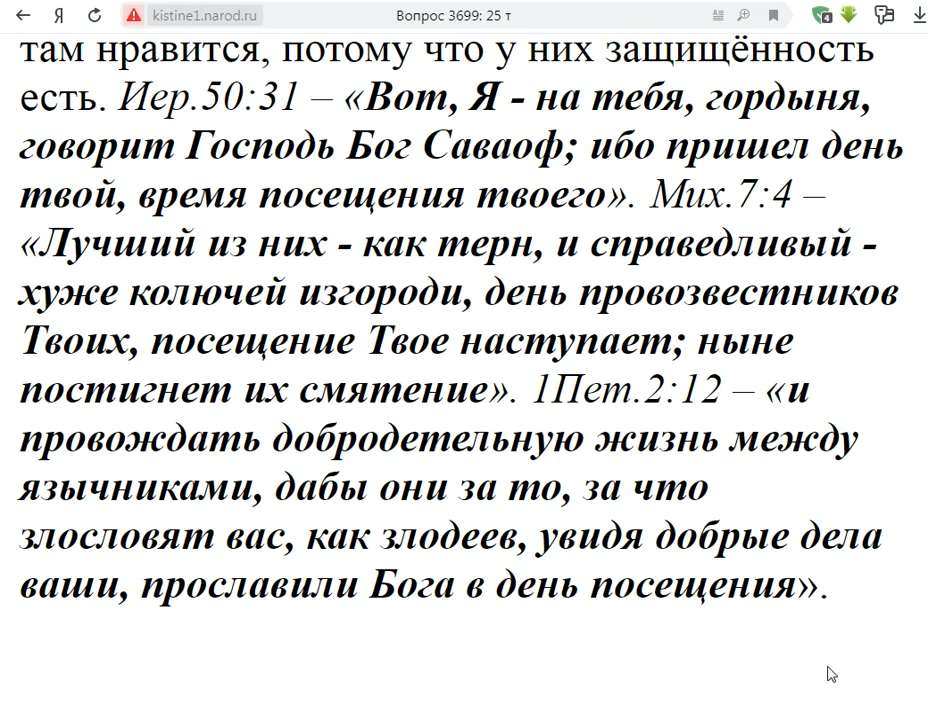 Я kistine1.narod.ru Вопрос 3699: 25 т 4
там нравится, потому что у них защищённость
есть. Иер.50:31 – «Вот, Я - на тебя, гордыня,
говорит Господь Бог Саваоф; ибо пришел день
твой, время посещения твоего». Мих.7:4 –
«Лучший из них - как терн, и справедливый -
хуже колючей изгороди, день провозвестников
Твоих, посещение Твое наступает; ныне
постигнет их смятение». 1Пет.2:12 – «и
провождать добродетельную жизнь между
язычниками, дабы они за то, за что
злословят вас, как злодеев, увидя добрые дела
ваши, прославили Бога в день посещения».